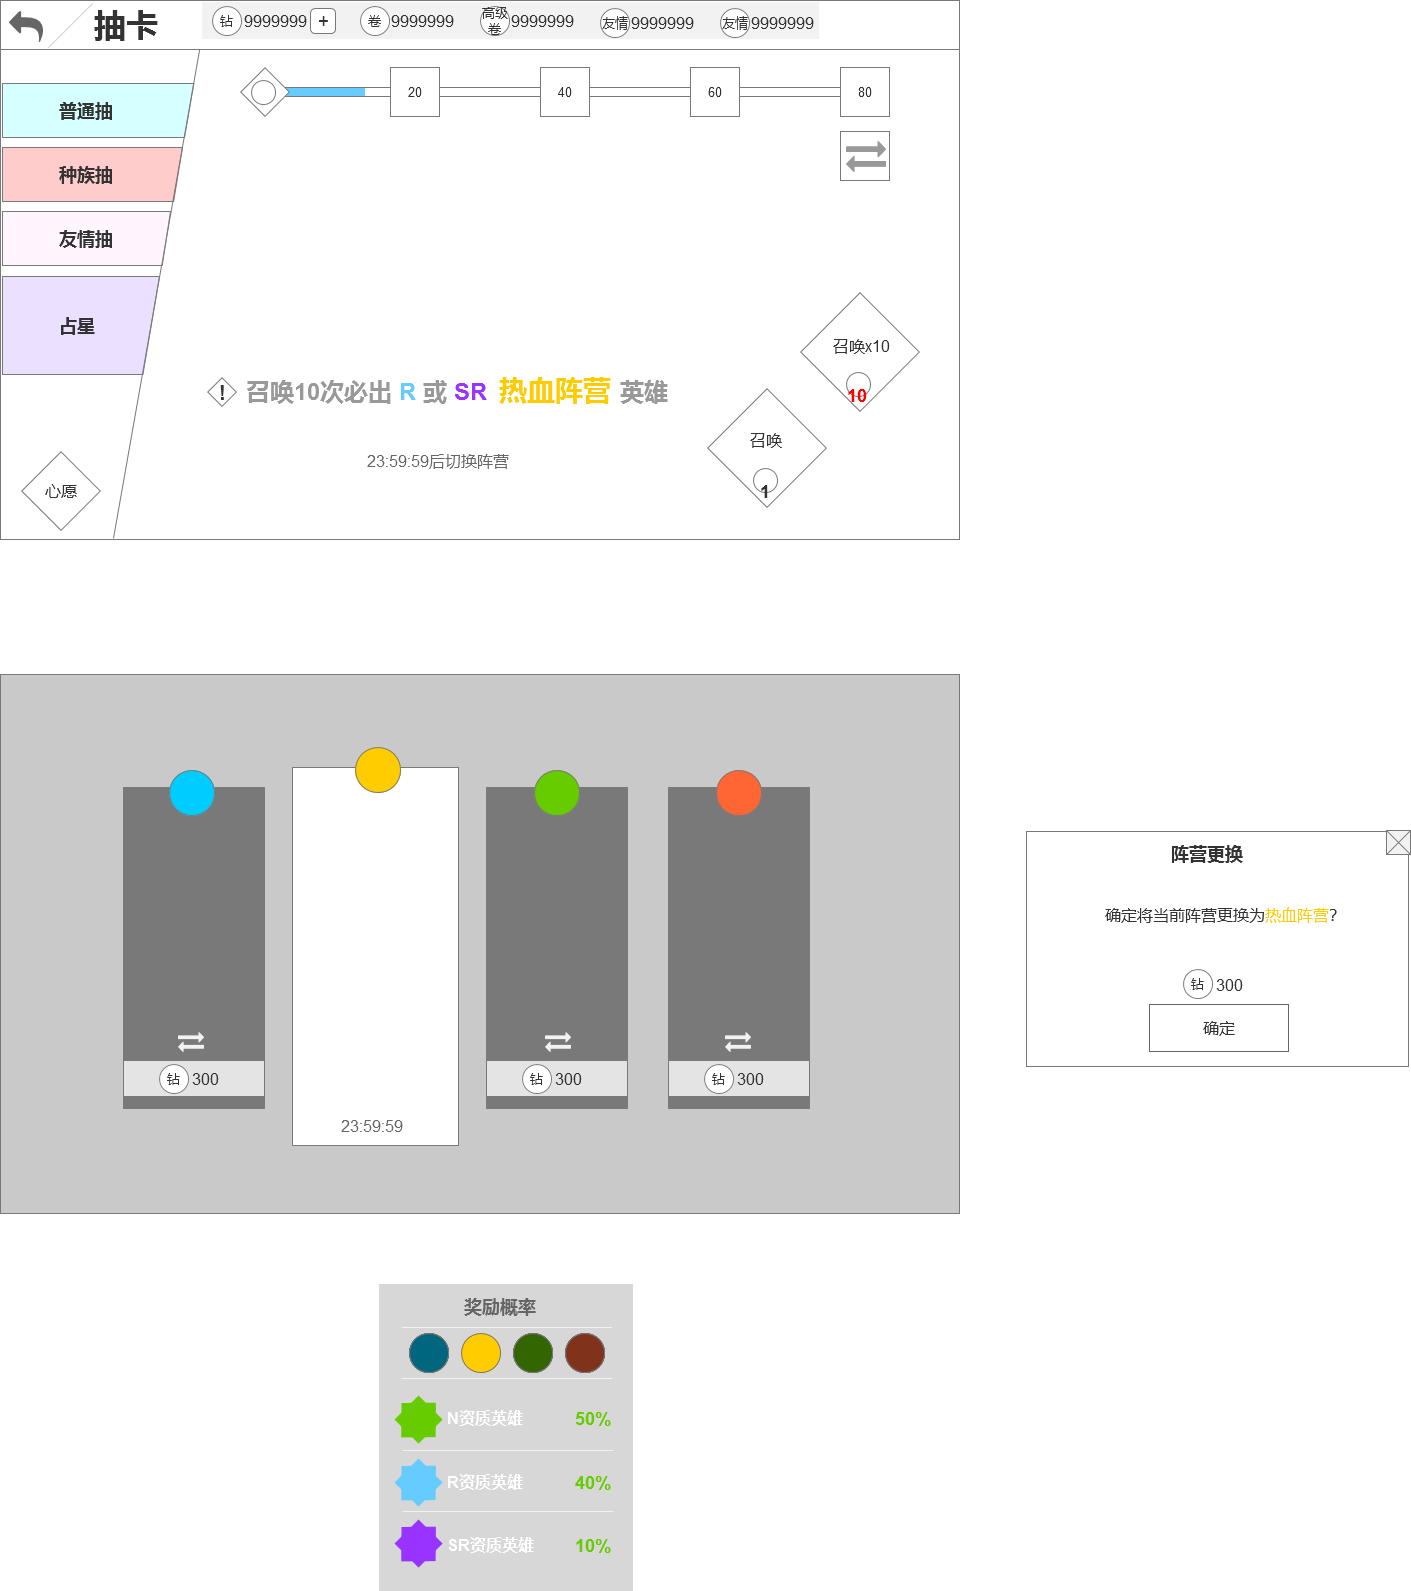 抽卡
钻 9999999 +
卷 9999999
高级卷 9999999
友情 9999999
友情 9999999
20
40
60
80
普通抽
种族抽
友情抽
占星
心愿
召唤x10
10
! 召唤10次必出 R 或 SR 热血阵营 英雄
召唤
1
23:59:59后切换阵营
钻 300
23:59:59
钻 300
钻 300
阵营更换
确定将当前阵营更换为热血阵营?
钻 300
确定
奖励概率
N资质英雄 50%
R资质英雄 40%
SR资质英雄 10%